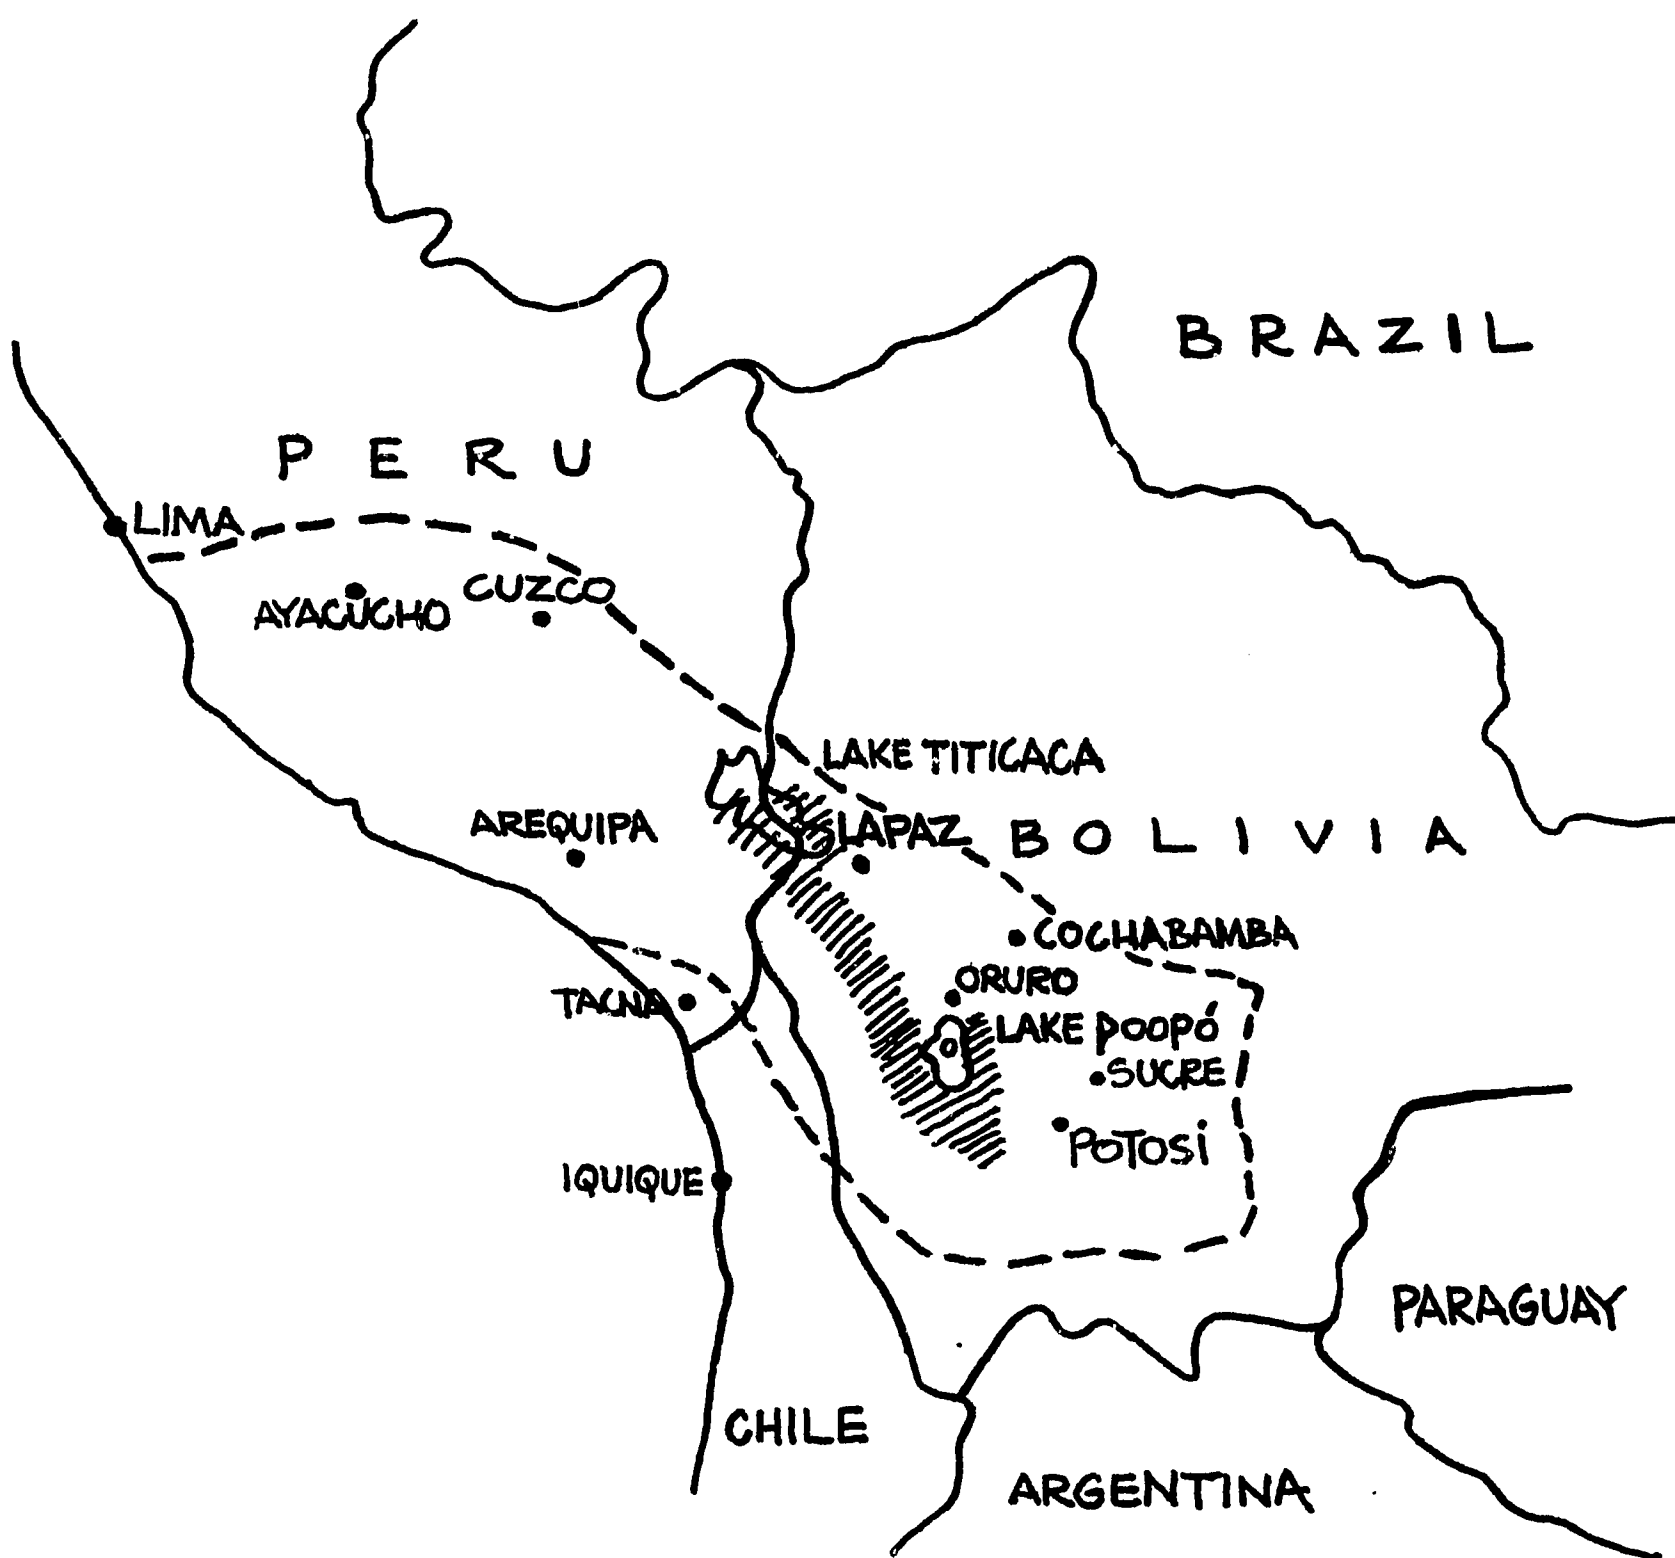 BRAZIL
PERU
LIMA
CUZCO
AYACUCHO
LAKE TITICACA
AREQUIPA
LAPAZ
BOLIVIA
COCHABAMBA
ORURO
TACNA
LAKE POOPÓ
SUCRE
POTOSI
IQUIQUE
PARAGUAY
CHILE
ARGENTINA